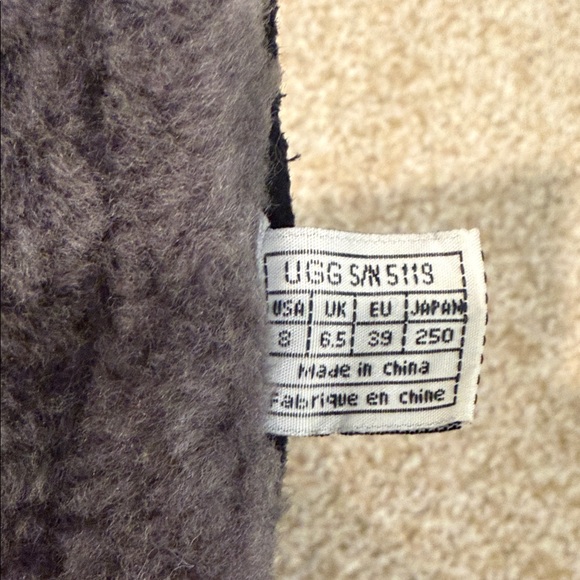 UGG S/N 5119
USA UK EU JAPAN
8 6.5 39 250
Made in China
Fabrique en Chine